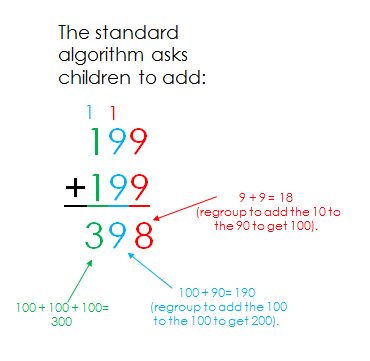 The standard
algorithm asks
children to add:
1 1
199
+199
398
9 + 9 = 18
(regroup to add the 10 to
the 90 to get 100).
100 + 90= 190
(regroup to add the 100
to the 100 to get 200).
100 + 100 + 100=
300